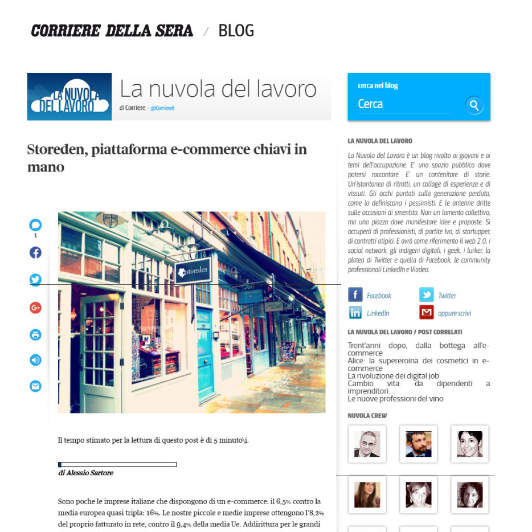 CORRIERE DELLA SERA / BLOG
LA NUVOLA
DEL LAVORO
La nuvola del lavoro
di Corriere - @Corriereit
Storeden, piattaforma e-commerce chiavi in
mano
1
storeden
Il tempo stimato per la lettura di questo post è di 5 minuto\i.
di Alessio Sartore
Sono poche le imprese italiane che dispongono di un e-commerce: il 6,5% contro la
media europea quasi tripla: 16%. Le nostre piccole e medie imprese ottengono l'8,2%
del proprio fatturato in rete, contro il 9,4% della media Ue. Addirittura per le grandi
cerca nel blog
Cerca
LA NUVOLA DEL LAVORO
La Nuvola del Lavoro è un blog rivolto ai giovani e ai
temi dell'occupazione. E' uno spazio pubblico dove
potersi raccontare. E' un contenitore di storie.
Un'istantanea di ritratti, un collage di esperienze e di
vissuti. Gli occhi puntati sulla generazione perduta,
come la definiscono i pessimisti. E le antenne dritte
sulle occasioni di smentita. Non un lamento collettivo,
ma una piazza dove manifestare idee e proposte. Si
occuperà di professionisti, di partite Iva, di startupper,
di contratti atipici. E avrà come riferimento il web 2.0, i
social network, gli indigeni digitali, i geek, i lurker, la
platea di Twitter e quella di Facebook, le community
professionali LinkedIn e Viadeo.
Facebook
Twitter
LinkedIn
oppure scrivi
LA NUVOLA DEL LAVORO / POST CORRELATI
Trent'anni dopo, dalla bottega all'e-
commerce
Alice: la supereroina dei cosmetici in e-
commerce
La rivoluzione dei digital job
Cambio vita da dipendenti a
imprenditori
Le nuove professioni del vino
NUVOLA CREW